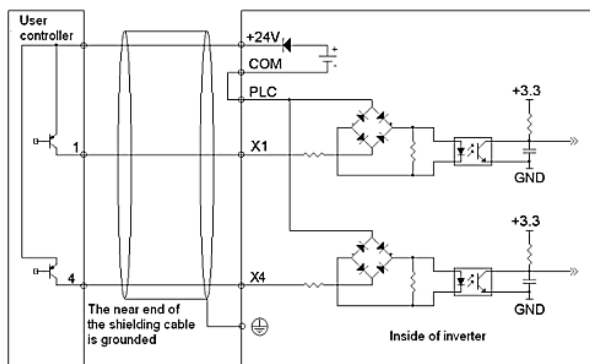 User
controller
+24V
+
-
COM
PLC
+3.3
1
X1
GND
+3.3
4
X4
GND
The near end of
the shielding cable
is grounded
Inside of inverter